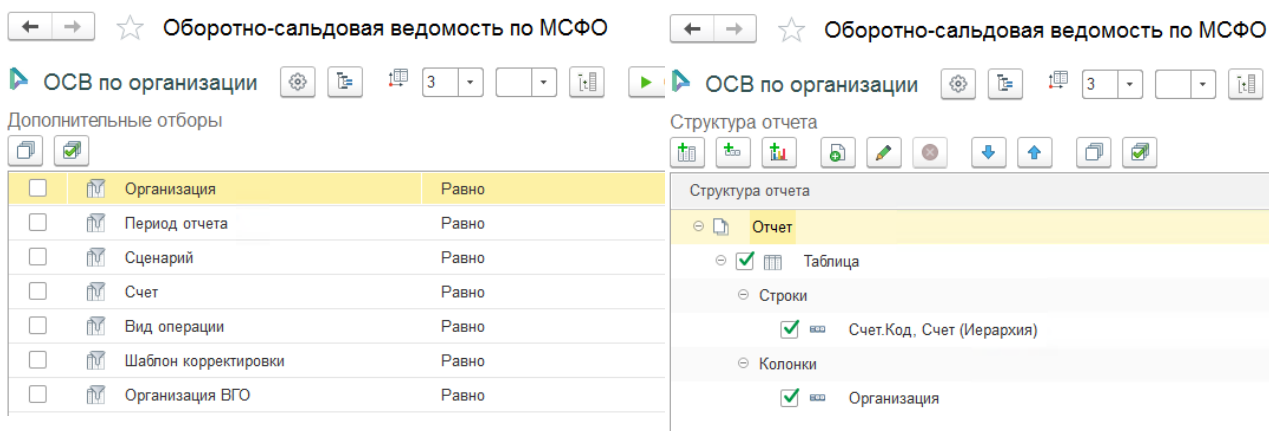 Оборотно-сальдовая ведомость по МСФО
ОСВ по организации 3
Дополнительные отборы
Организация Равно
Период отчета Равно
Сценарий Равно
Счет Равно
Вид операции Равно
Шаблон корректировки Равно
Организация ВГО Равно
Оборотно-сальдовая ведомость по МСФО
ОСВ по организации 3
Структура отчета
Структура отчета
Отчет
Таблица
Строки
Счет.Код, Счет (Иерархия)
Колонки
Организация